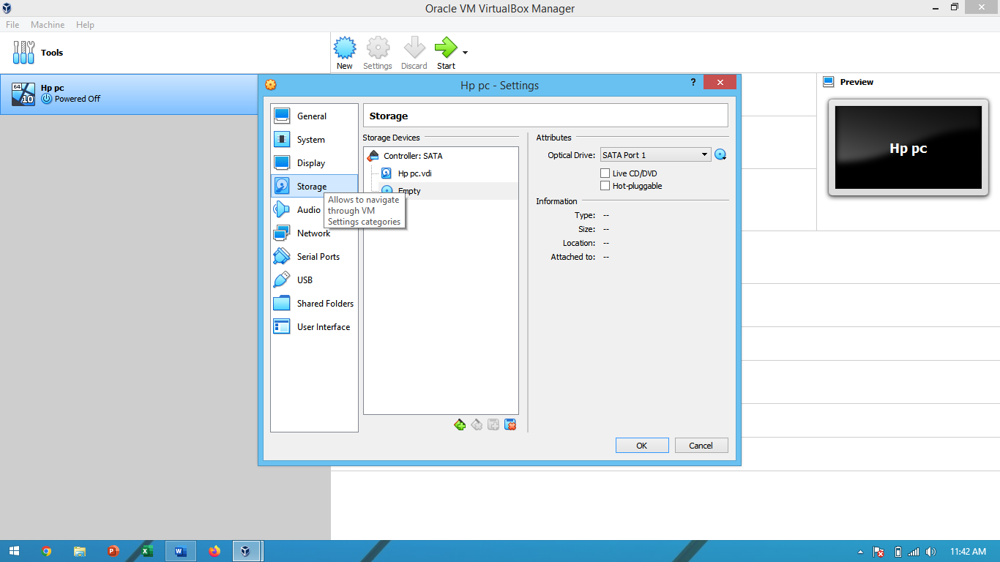 Oracle VM VirtualBox Manager
File Machine Help
Tools
New Settings Discard Start
64
10
Hp pc
Powered Off
Hp pc - Settings
?
Preview
Hp pc
General
System
Display
Storage
Audio
Network
Serial Ports
USB
Shared Folders
User Interface
Allows to navigate
through VM
Settings categories
Storage
Storage Devices
Controller: SATA
Hp pc.vdi
Empty
Attributes
Optical Drive: SATA Port 1
Live CD/DVD
Hot-pluggable
Information
Type: --
Size: --
Location: --
Attached to: --
OK Cancel
11:42 AM